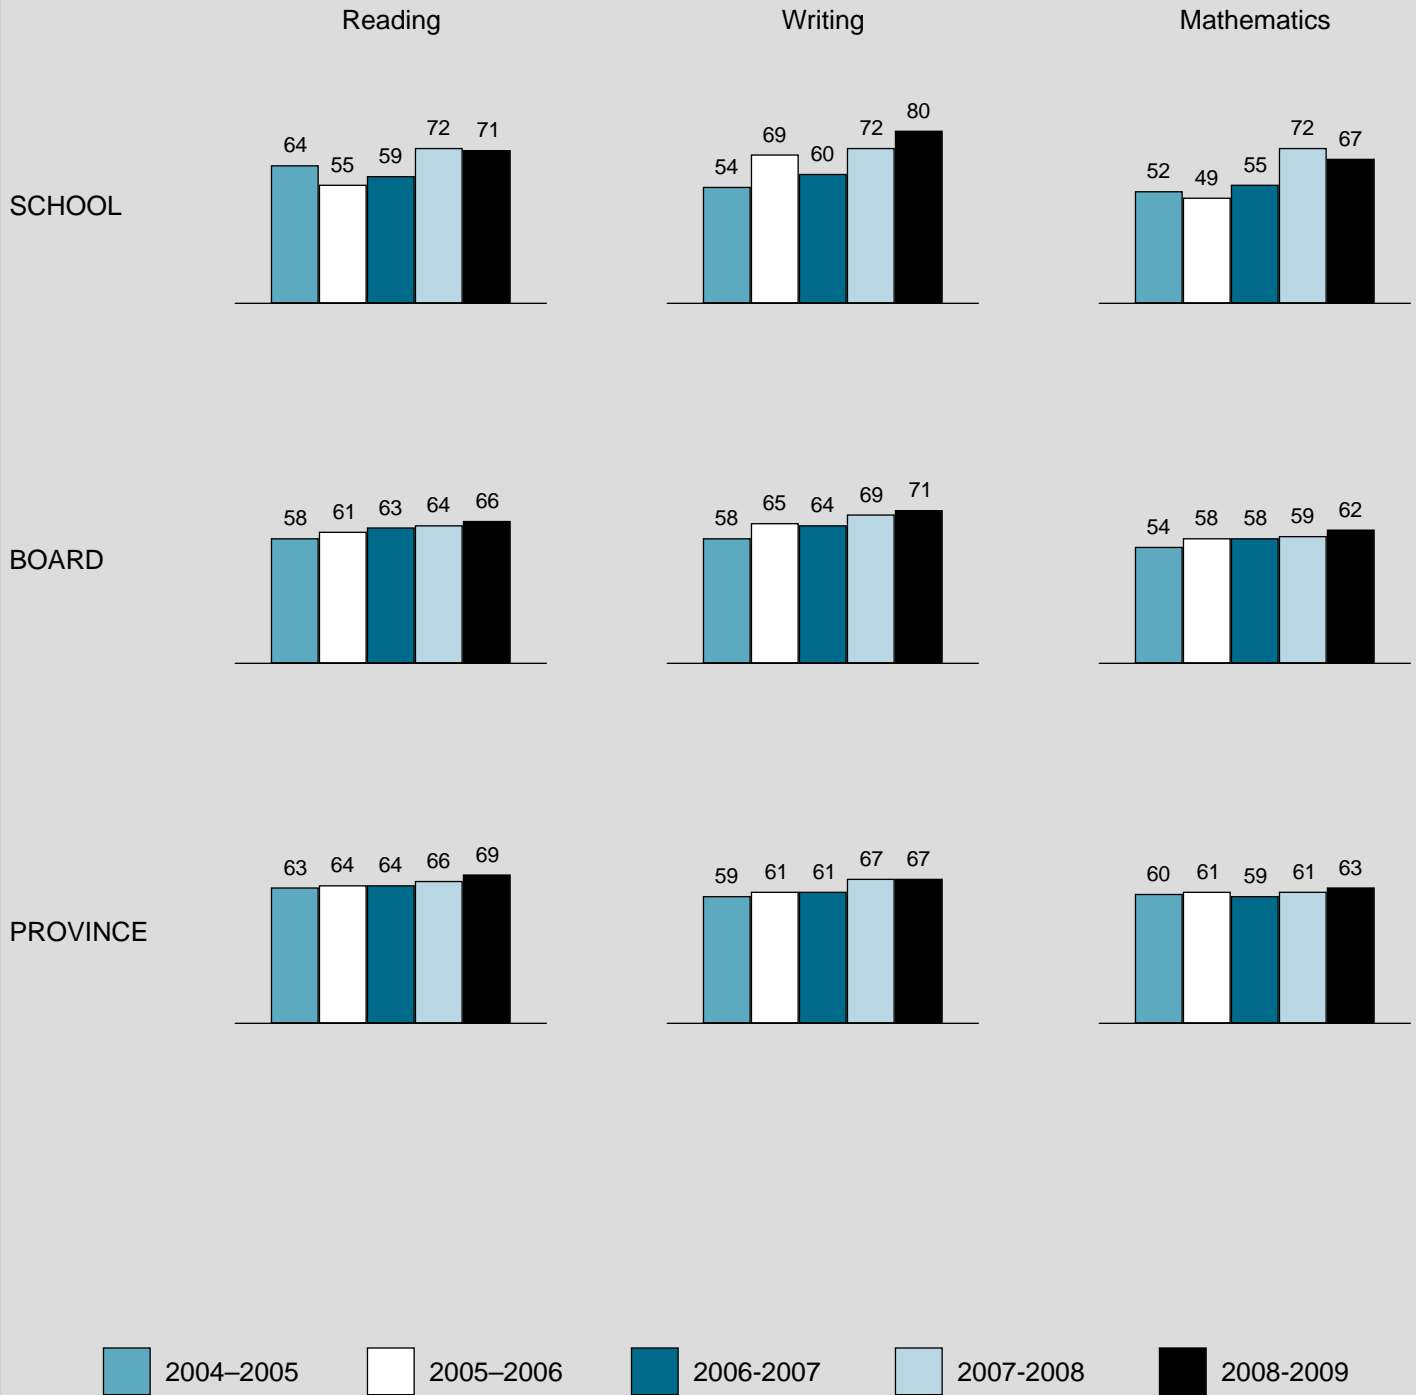 Reading Writing Mathematics
SCHOOL
64 55 59 72 71
54 69 60 72 80
52 49 55 72 67
BOARD
58 61 63 64 66
58 65 64 69 71
54 58 58 59 62
PROVINCE
63 64 64 66 69
59 61 61 67 67
60 61 59 61 63
2004–2005 2005–2006 2006-2007 2007-2008 2008-2009